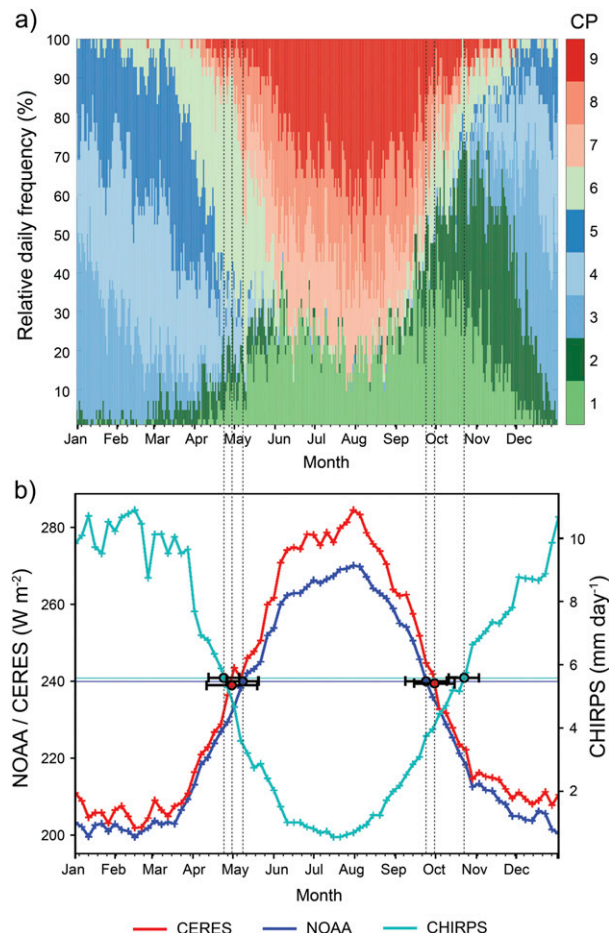 a)
CP
Relative daily frequency (%)
100
90
80
70
60
50
40
30
20
10
9
8
7
6
5
4
3
2
1
Jan Feb Mar Apr May Jun Jul Aug Sep Oct Nov Dec
Month
b)
NOAA / CERES (W m⁻²)
280
260
240
220
200
10
8
6
4
2
CHIRPS (mm day⁻¹)
Jan Feb Mar Apr May Jun Jul Aug Sep Oct Nov Dec
Month
CERES NOAA CHIRPS